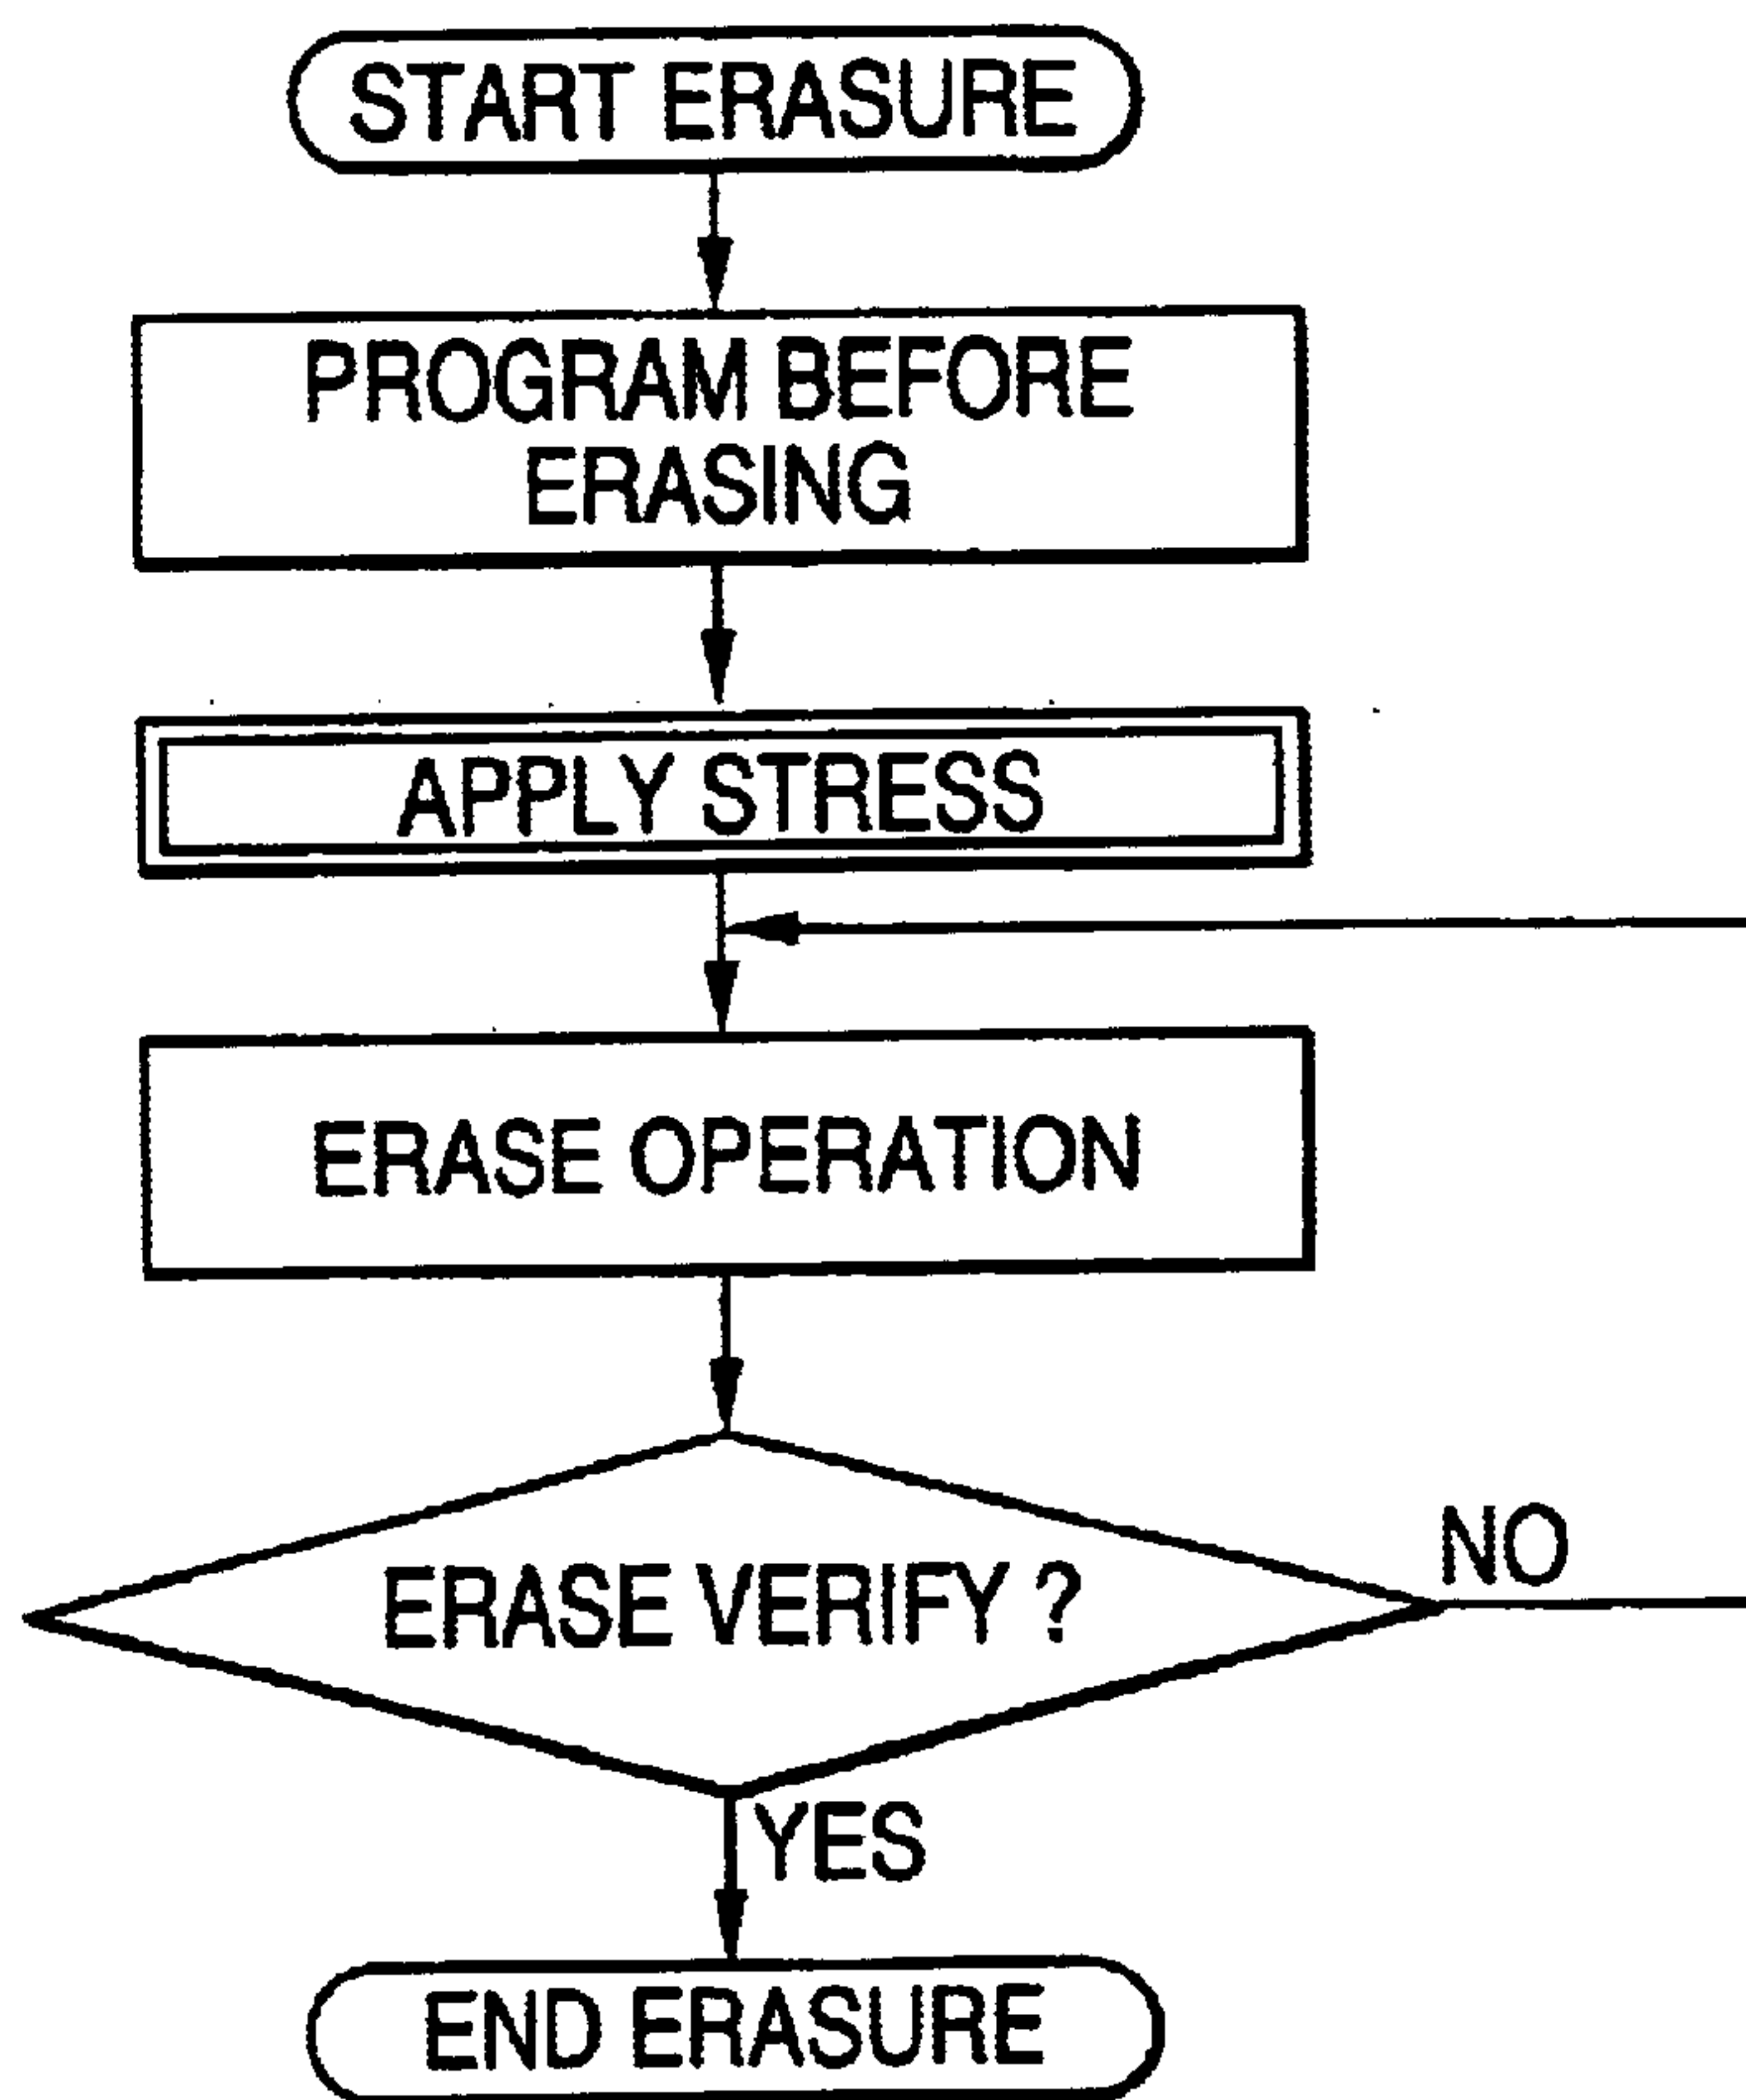 START ERASURE
PROGRAM BEFORE
ERASING
APPLY STRESS
ERASE OPERATION
ERASE VERIFY ?
NO
YES
END ERASURE